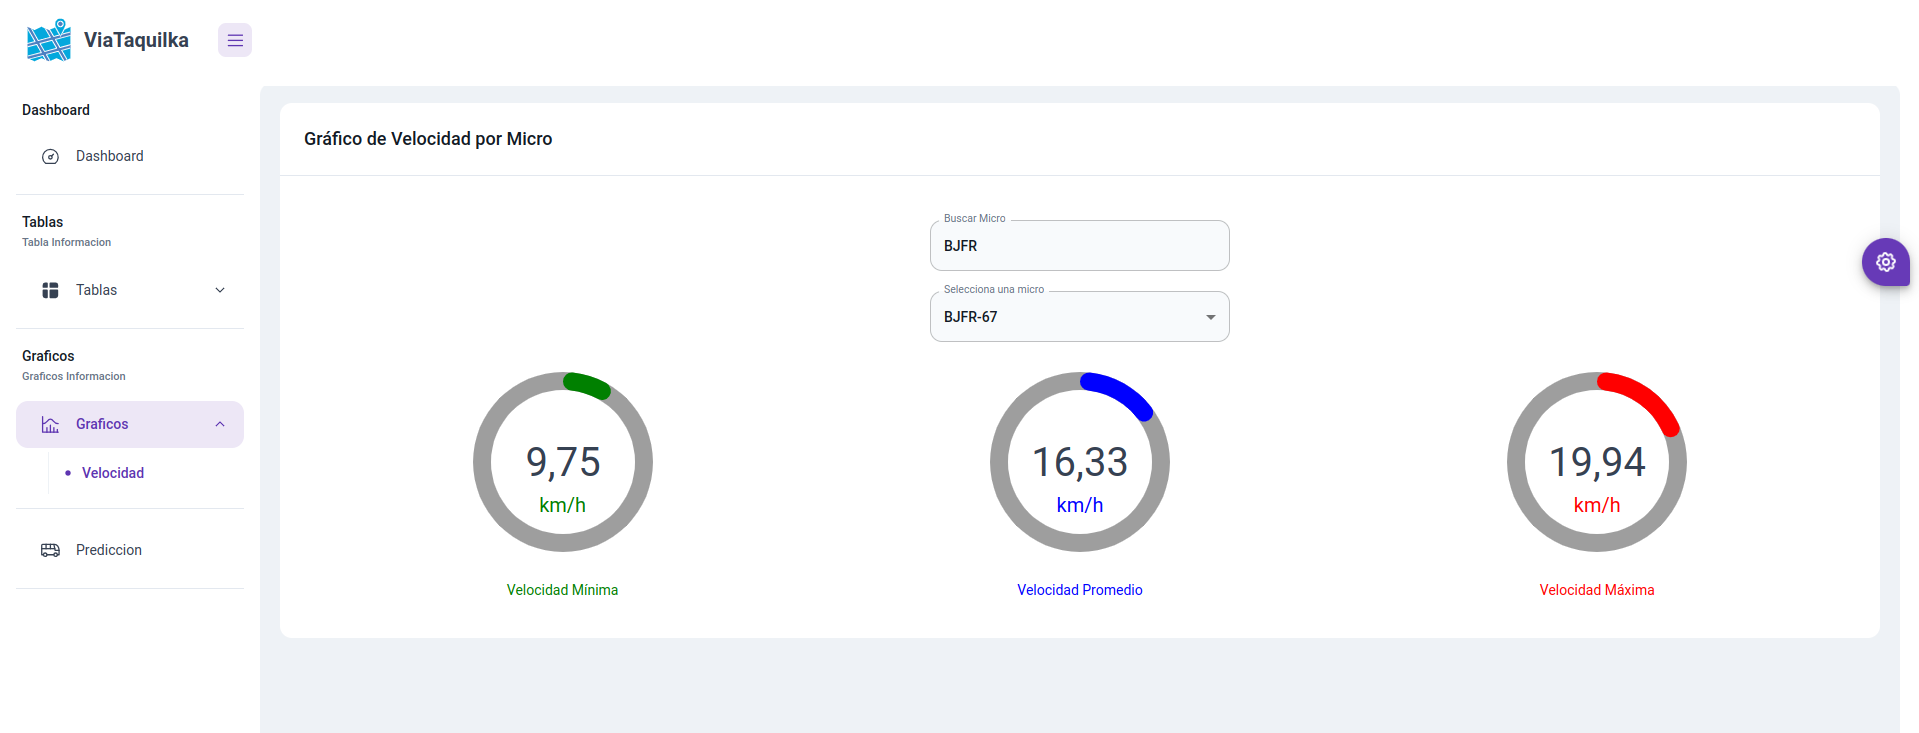 ViaTaquilka
Dashboard
Dashboard
Tablas
Tabla Informacion
Tablas
Graficos
Graficos Informacion
Graficos
Velocidad
Prediccion
Gráfico de Velocidad por Micro
Buscar Micro
BJFR
Selecciona una micro
BJFR-67
9,75
km/h
Velocidad Mínima
16,33
km/h
Velocidad Promedio
19,94
km/h
Velocidad Máxima